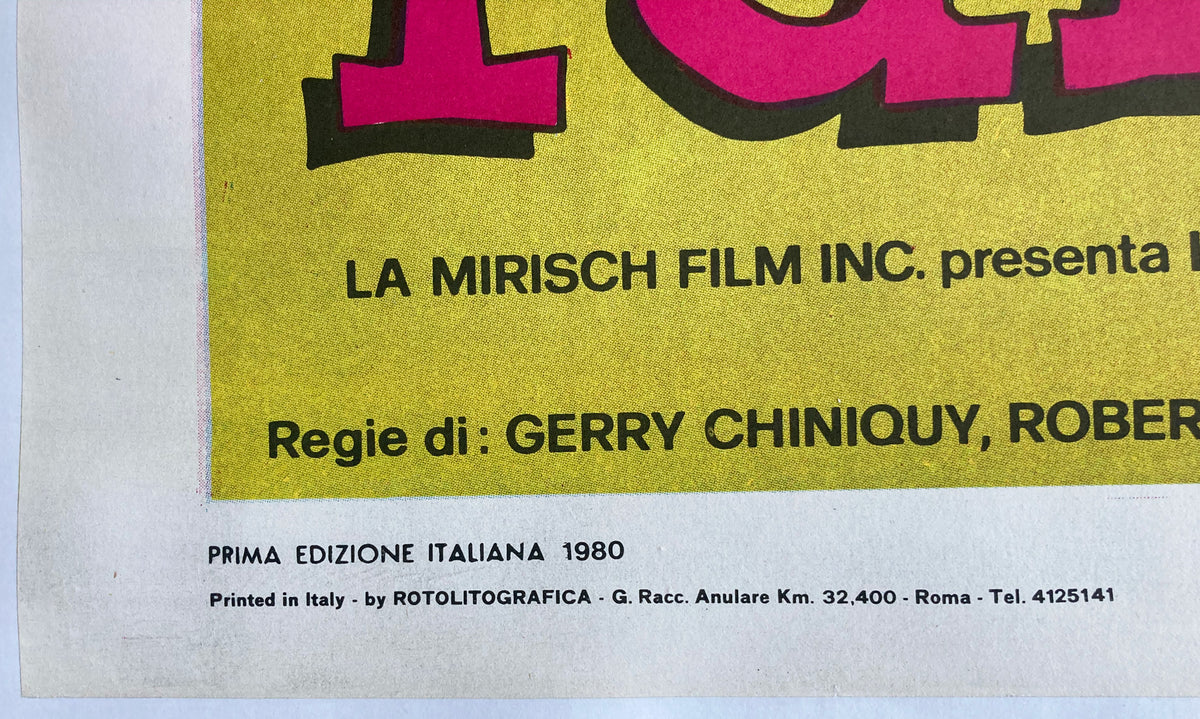 LA MIRISCH FILM INC. presenta
Regie di: GERRY CHINIQUY, ROBER
PRIMA EDIZIONE ITALIANA 1980
Printed in Italy - by ROTOLITOGRAFICA - G. Racc. Anulare Km. 32,400 - Roma - Tel. 4125141